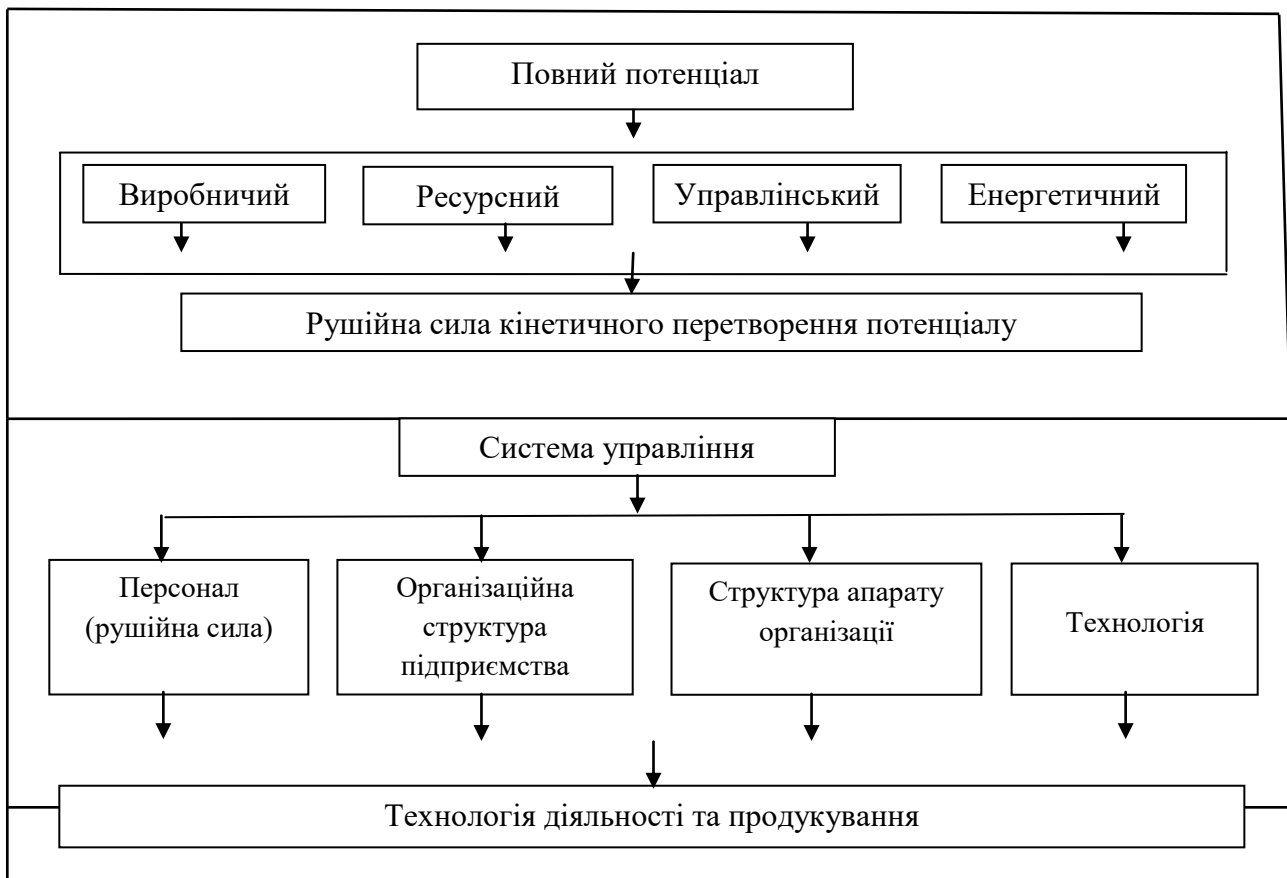 Повний потенціал
Виробничий
Ресурсний
Управлінський
Енергетичний
Рушійна сила кінетичного перетворення потенціалу
Система управління
Персонал
(рушійна сила)
Організаційна
структура
підприємства
Структура апарату
організації
Технологія
Технологія діяльності та продукування